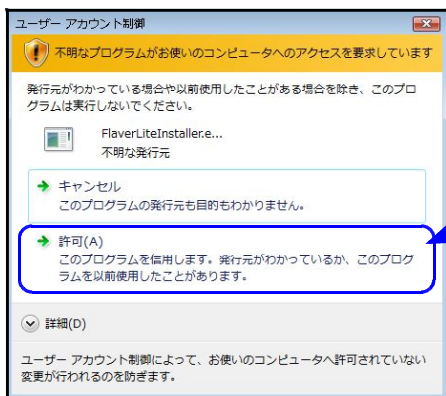 ユーザー アカウント制御
不明なプログラムがお使いのコンピュータへのアクセスを要求しています
発行元がわかっている場合や以前使用したことがある場合を除き、このプロ
グラムは実行しないでください。
FlaverLiteInstaller.e...
不明な発行元
キャンセル
このプログラムの発行元も目的もわかりません。
許可(A)
このプログラムを信用します。発行元がわかっているか、このプログ
ラムを以前使用したことがあります。
詳細(D)
ユーザー アカウント制御によって、お使いのコンピュータへ許可されていない
変更が行われるのを防ぎます。